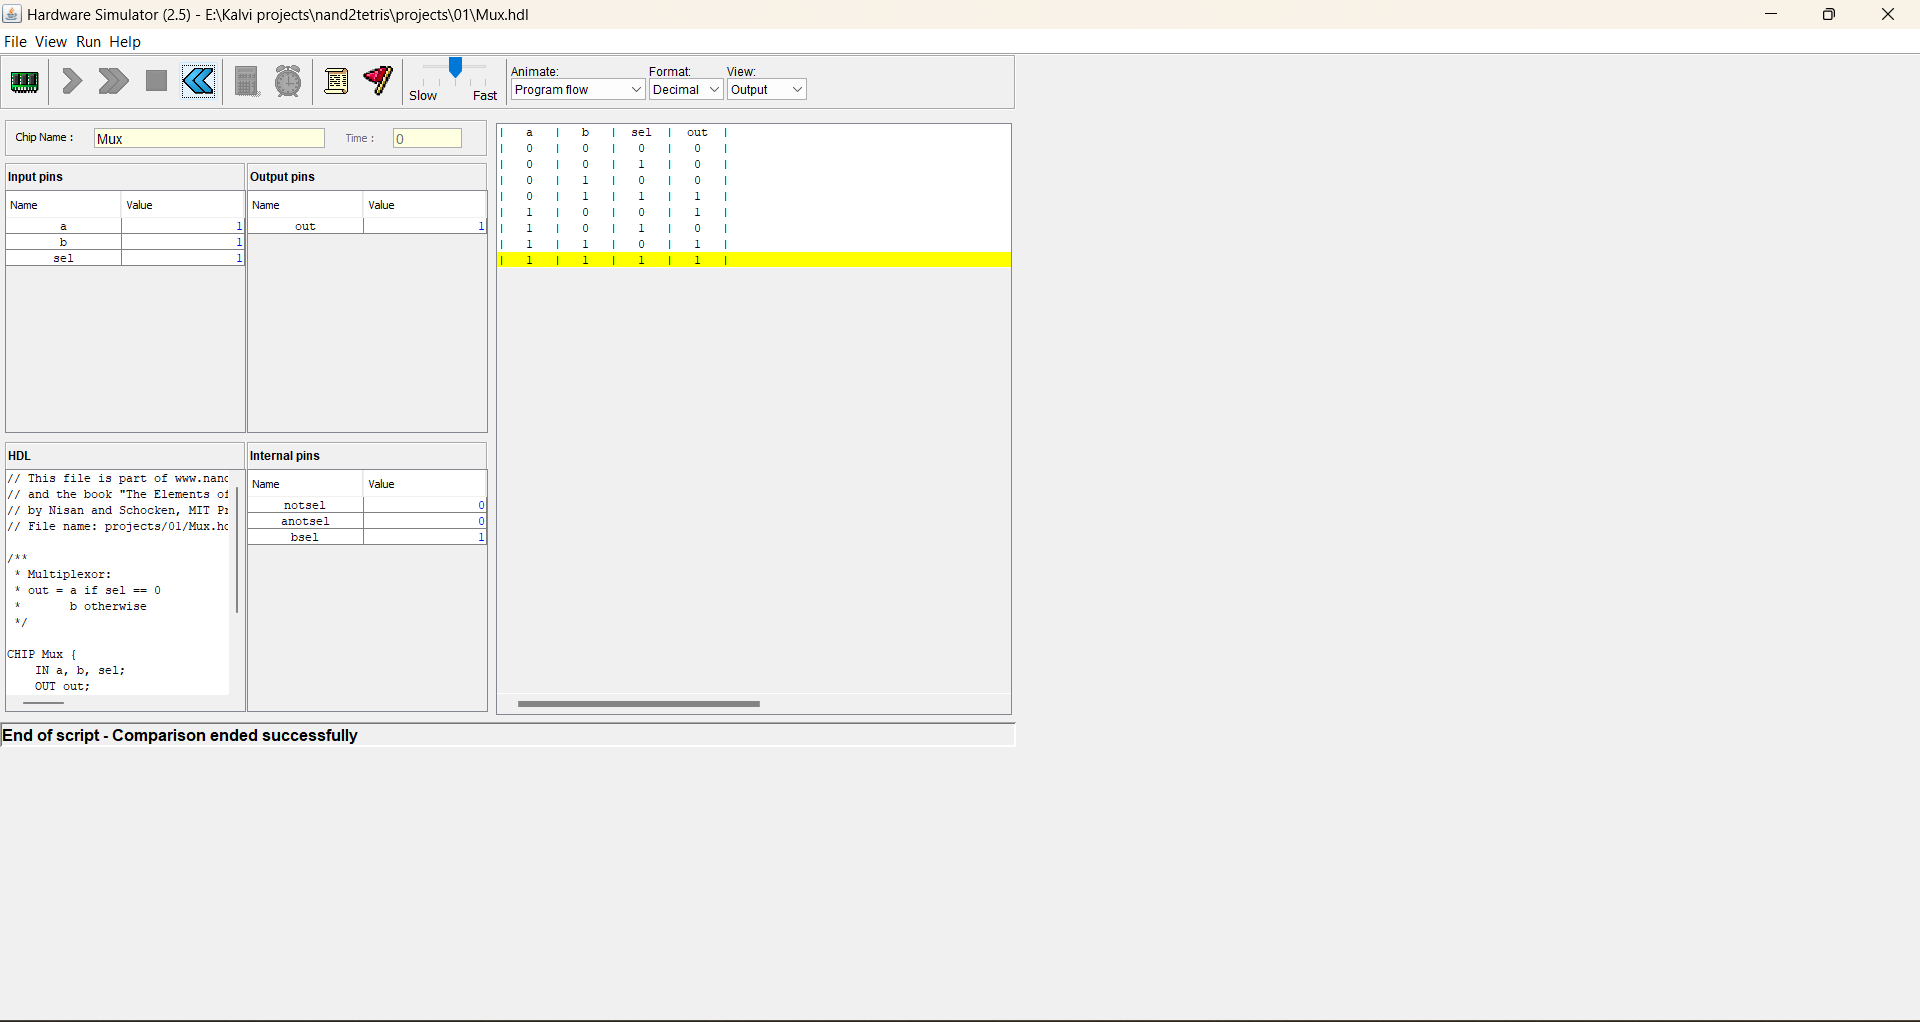 Hardware Simulator (2.5) - E:\Kalvi projects\nand2tetris\projects\01\Mux.hdl
File View Run Help
Slow Fast
Animate: Format: View:
Program flow Decimal Output
Chip Name : Mux Time : 0
Input pins Output pins
Name Value Name Value
a 1 out 1
b 1
sel 1
| a | b | sel | out |
| 0 | 0 | 0 | 0 |
| 0 | 0 | 1 | 0 |
| 0 | 1 | 0 | 0 |
| 0 | 1 | 1 | 1 |
| 1 | 0 | 0 | 1 |
| 1 | 0 | 1 | 0 |
| 1 | 1 | 0 | 1 |
| 1 | 1 | 1 | 1 |
HDL
// This file is part of www.nand
// and the book "The Elements of
// by Nisan and Schocken, MIT Pr
// File name: projects/01/Mux.hd
/**
* Multiplexor:
* out = a if sel == 0
* b otherwise
*/
CHIP Mux {
IN a, b, sel;
OUT out;
Internal pins
Name Value
notsel 0
anotsel 0
bsel 1
End of script - Comparison ended successfully